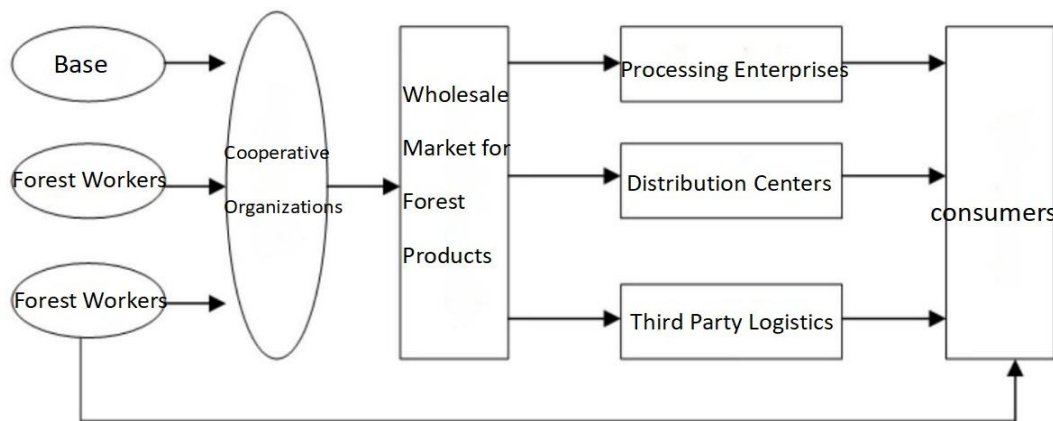 Base
Forest Workers
Forest Workers
Cooperative
Organizations
Wholesale
Market for
Forest
Products
Processing Enterprises
Distribution Centers
Third Party Logistics
consumers